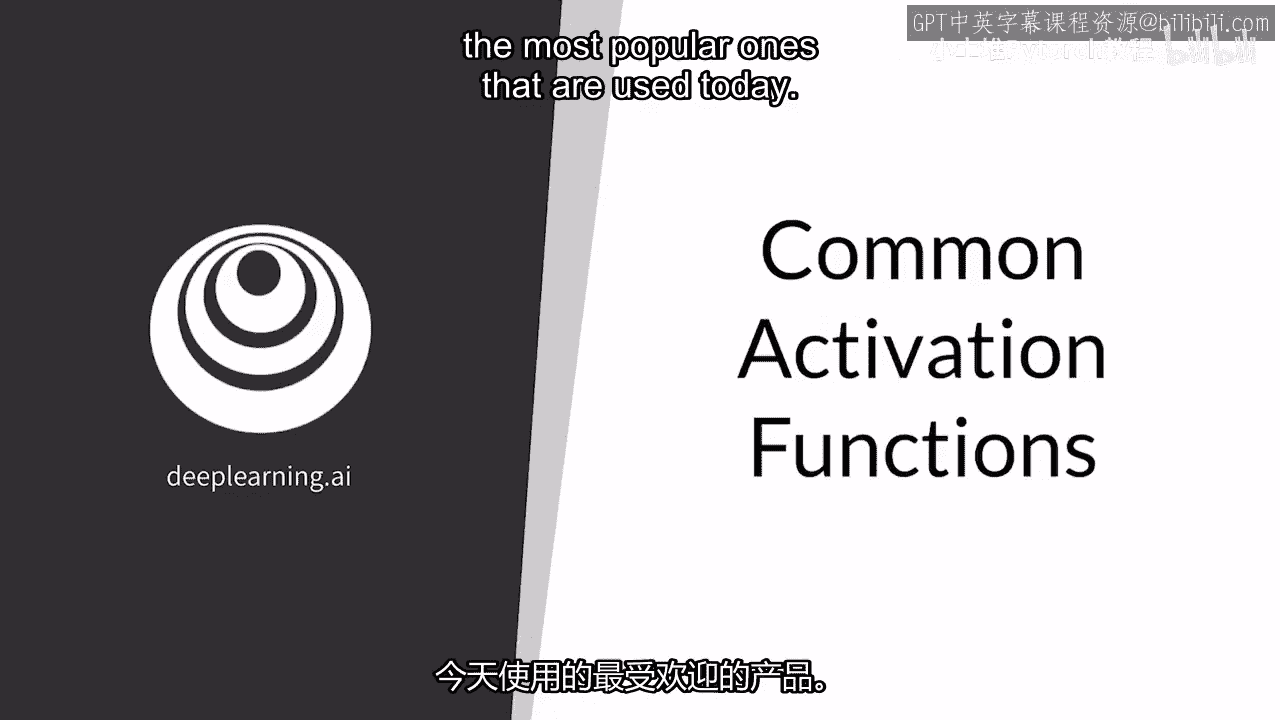 GPT中英字幕课程资源@bilibili.com
the most popular ones
that are used today.
Common
Activation
Functions
deeplearning.ai
今天使用的最受欢迎的产品。